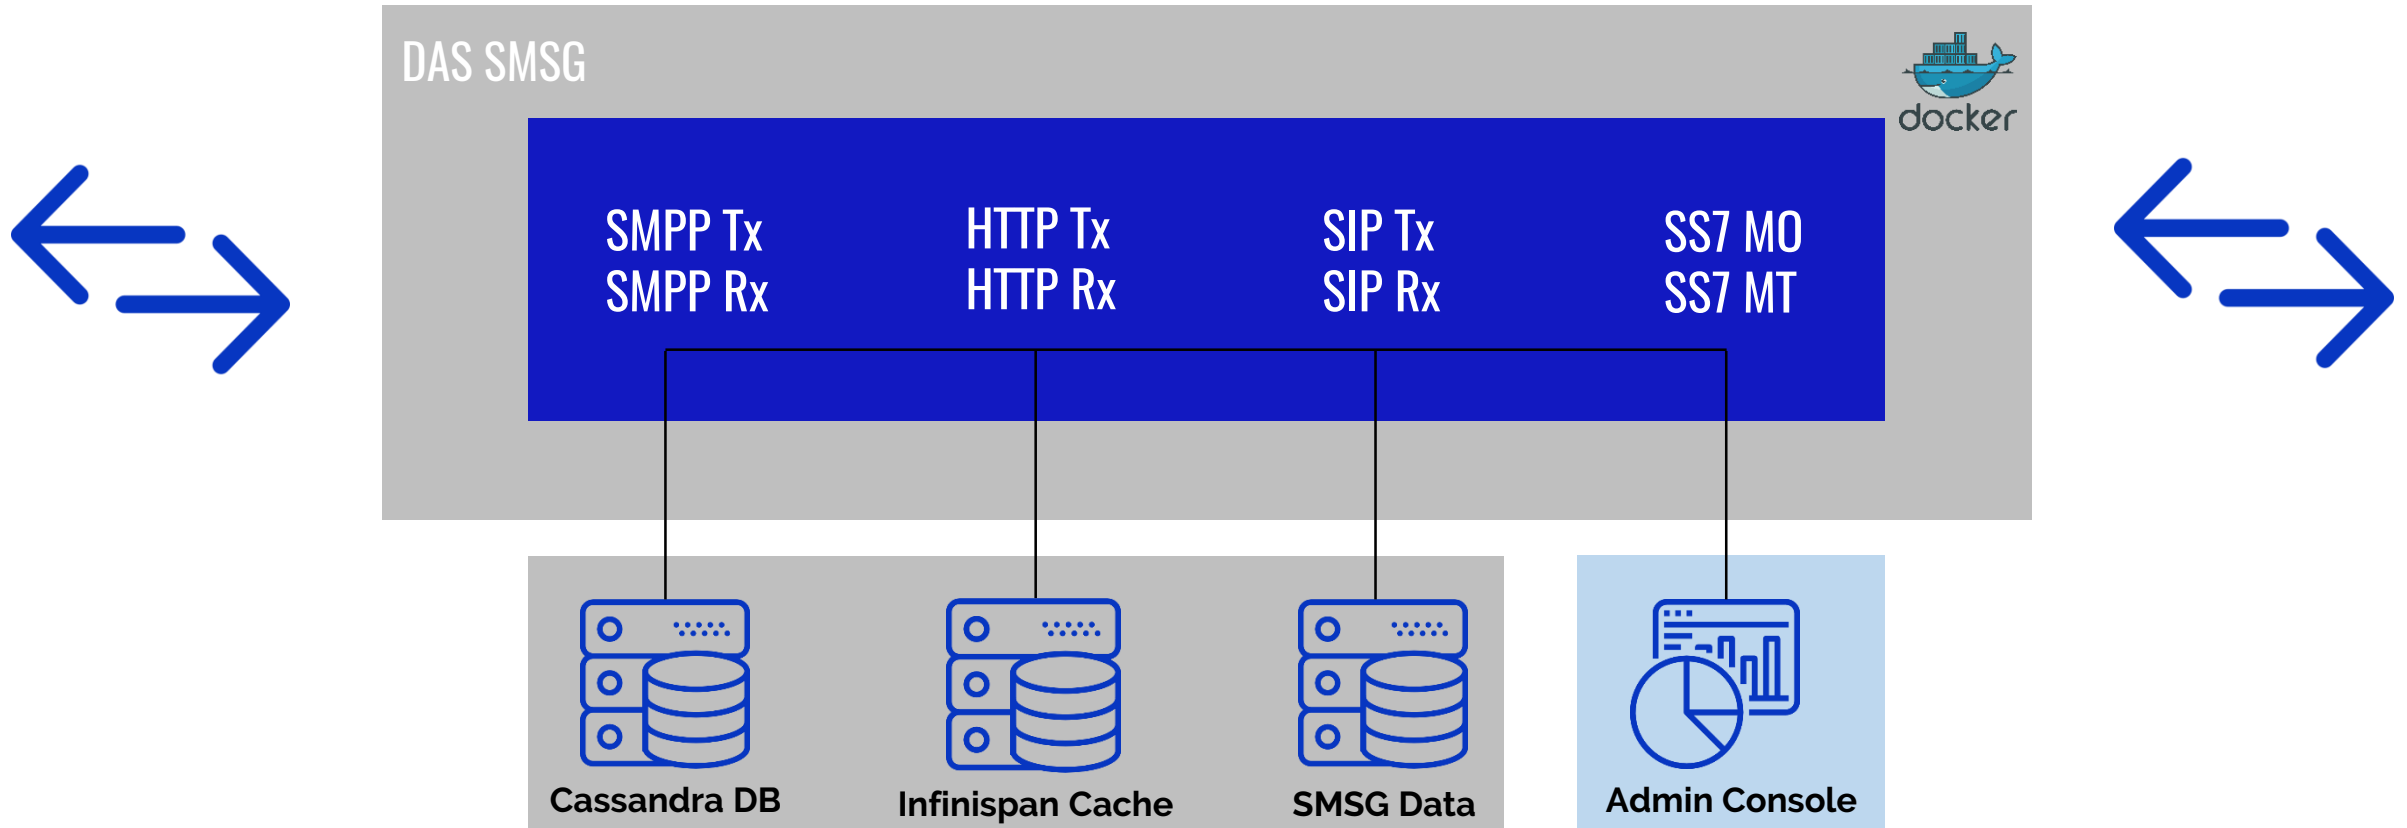 DAS SMSG
docker
SMPP Tx
SMPP Rx
HTTP Tx
HTTP Rx
SIP Tx
SIP Rx
SS7 MO
SS7 MT
Cassandra DB
Infinispan Cache
SMSG Data
Admin Console